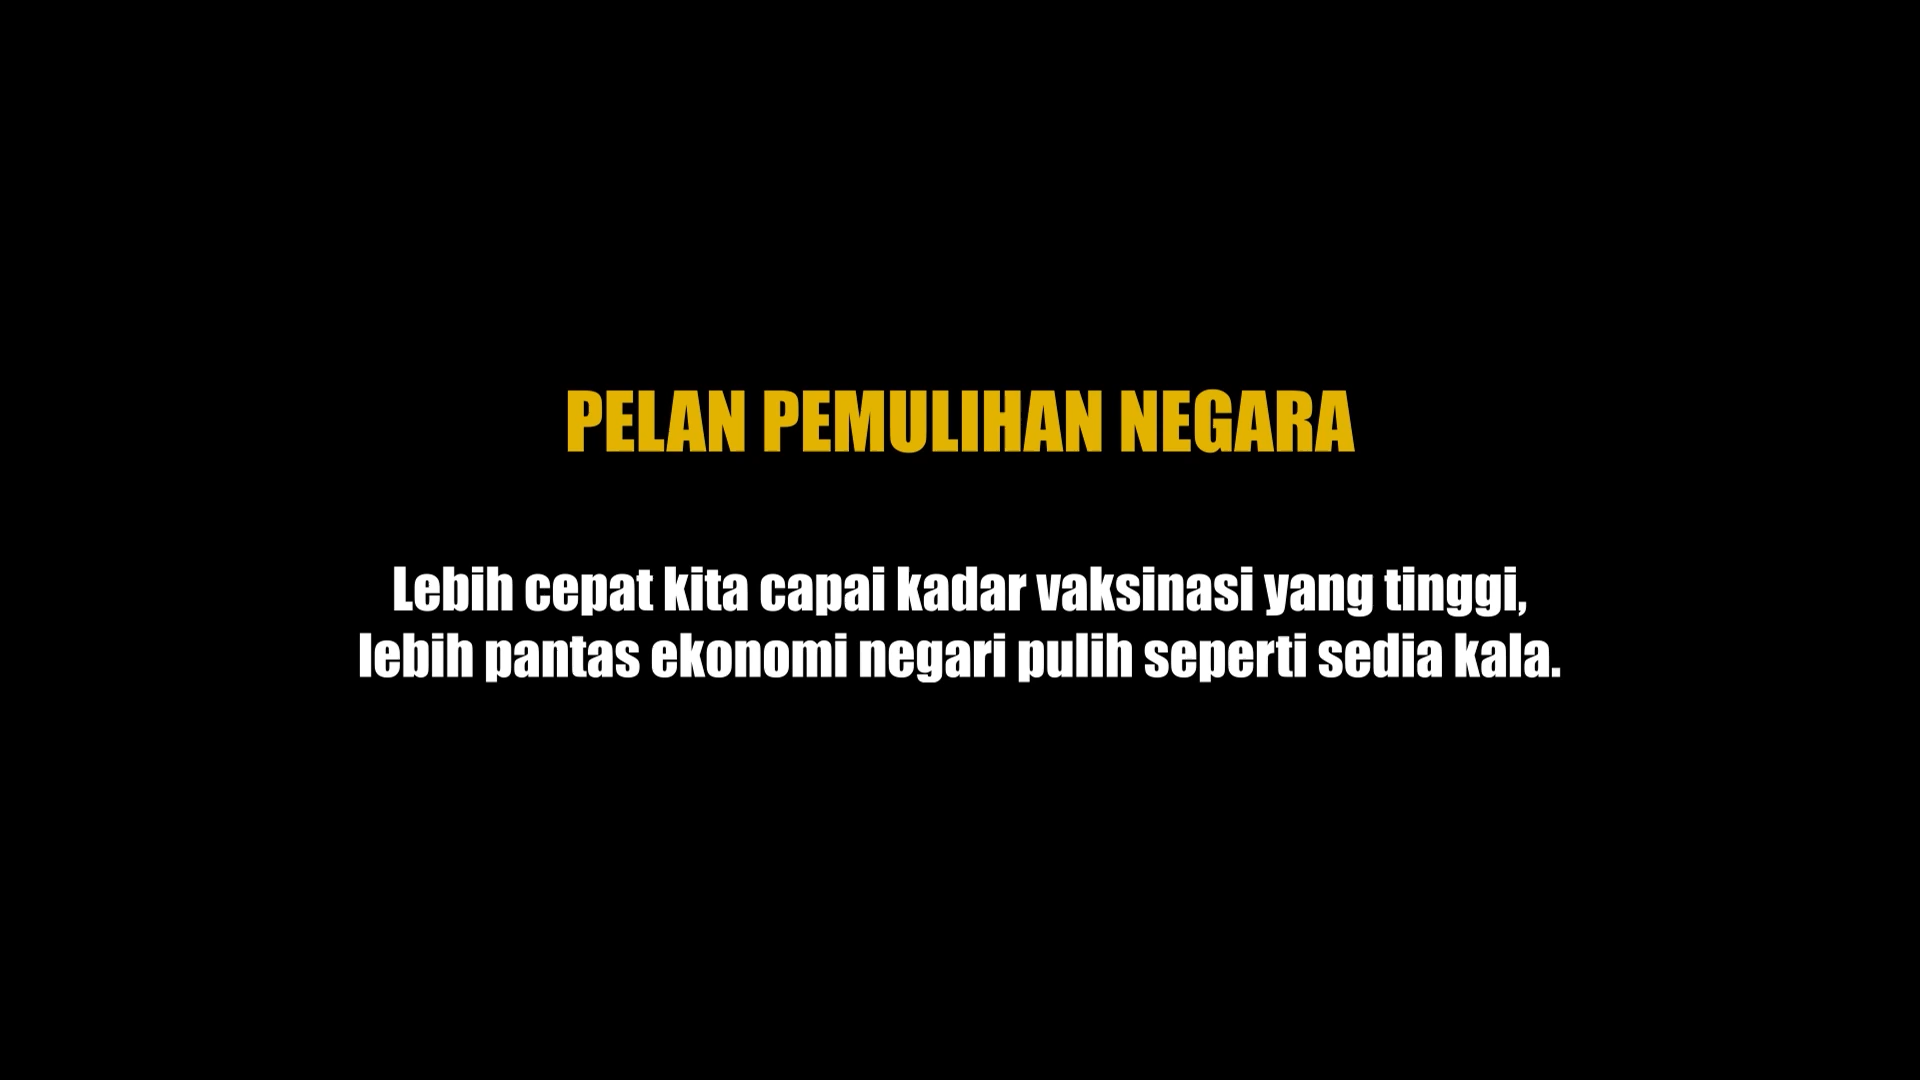 PELAN PEMULIHAN NEGARA
Lebih cepat kita capai kadar vaksinasi yang tinggi,
lebih pantas ekonomi negari pulih seperti sedia kala.